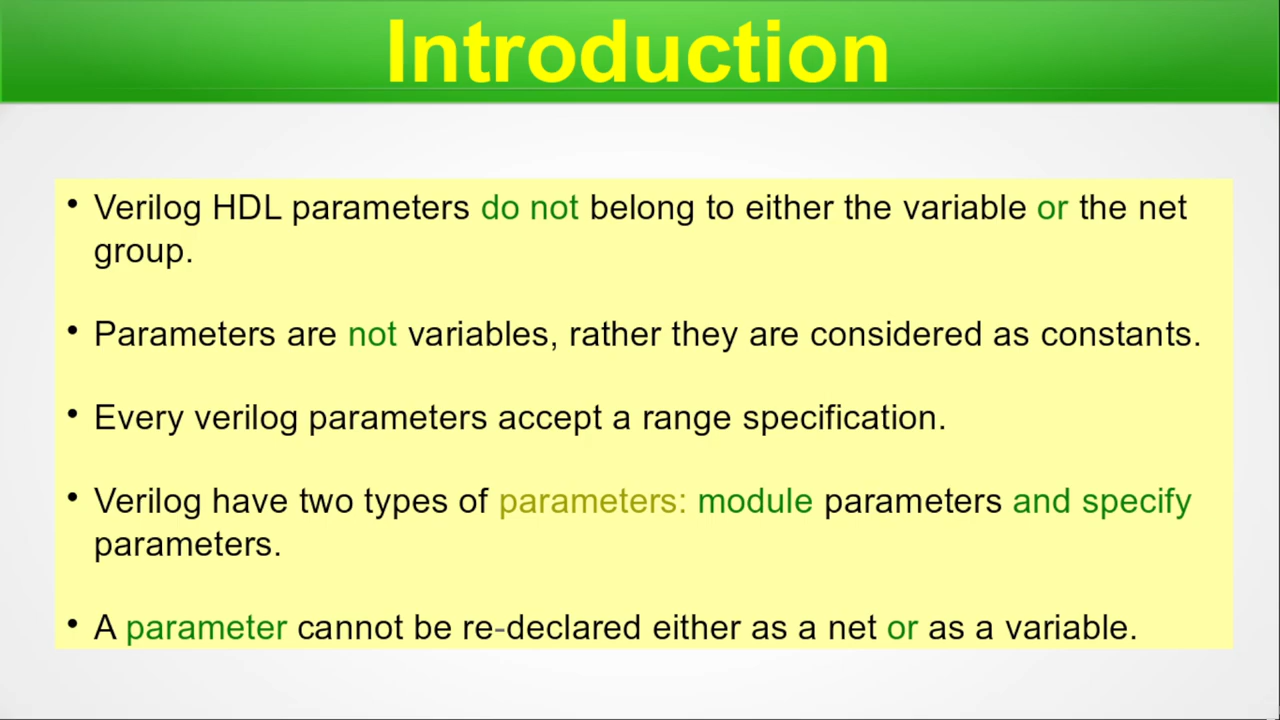 Introduction
• Verilog HDL parameters do not belong to either the variable or the net
group.
• Parameters are not variables, rather they are considered as constants.
• Every verilog parameters accept a range specification.
• Verilog have two types of parameters: module parameters and specify
parameters.
• A parameter cannot be re-declared either as a net or as a variable.